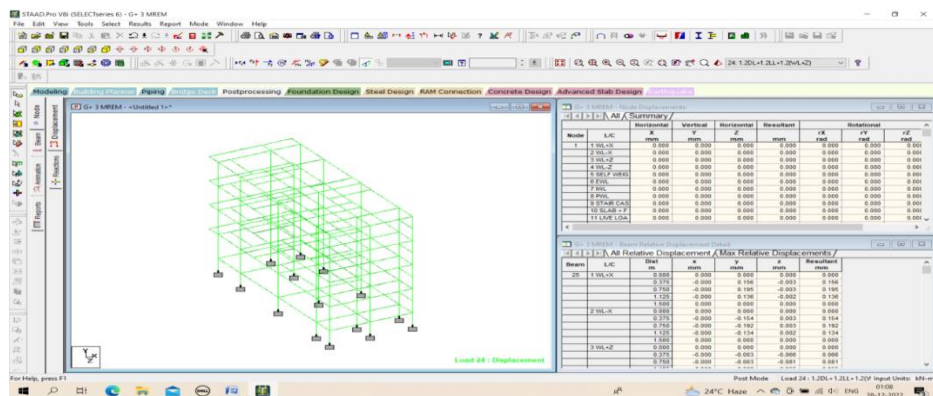 STAAD.Pro V8i (SELECTseries 6) - G+ 3 MREM
File Edit View Tools Select Results Report Mode Window Help
24: 1.2DL+1.2LL+1.2(WL+Z)
Modeling Building Planner Piping Bridge Deck Postprocessing Foundation Design Steel Design RAM Connection Concrete Design Advanced Slab Design Earthquake
Node
Beam
Animation
Reports
Displacement
Reactions
G+ 3 MREM - <Untitled 1>*
Load 24 : Displacement
G+ 3 MREM - Node Displacements:
All Summary
Horizontal Vertical Horizontal Resultant Rotational
Node L/C X mm Y mm Z mm mm rX rad rY rad rZ rad
1 1 WL+X 0.000 0.000 0.000 0.000 0.000 0.000
2 WL-X 0.000 0.000 0.000 0.000 0.000 0.000
3 WL+Z 0.000 0.000 0.000 0.000 0.000 0.000
4 WL-Z 0.000 0.000 0.000 0.000 0.000 0.000
5 SELF WEIG 0.000 0.000 0.000 0.000 0.000 0.000
6 EWL 0.000 0.000 0.000 0.000 0.000 0.000
7 IWL 0.000 0.000 0.000 0.000 0.000 0.000
8 PWL 0.000 0.000 0.000 0.000 0.000 0.000
9 STAIR CAS 0.000 0.000 0.000 0.000 0.000 0.000
10 SLAB + F 0.000 0.000 0.000 0.000 0.000 0.000
11 LIVE LOA 0.000 0.000 0.000 0.000 0.000 0.000
G+ 3 MREM - Beam Relative Displacement Detail:
All Relative Displacement Max Relative Displacements
Beam L/C Dist m x mm y mm z mm Resultant mm
25 1 WL+X 0.000 0.000 0.000 0.000 0.000
0.375 -0.000 0.156 -0.003 0.156
0.750 -0.000 0.195 -0.003 0.195
1.125 -0.000 0.136 -0.002 0.136
1.500 0.000 0.000 0.000 0.000
2 WL-X 0.000 0.000 0.000 0.000 0.000
0.375 -0.000 -0.154 0.003 0.154
0.750 -0.000 -0.192 0.003 0.192
1.125 -0.000 -0.134 0.002 0.134
1.500 0.000 0.000 0.000 0.000
3 WL+Z 0.000 0.000 0.000 0.000 0.000
0.375 -0.000 -0.003
0.750 -0.000 -0.003 -0.081 0.081
For Help, press F1
Post Mode Load 24 : 1.2DL+1.2LL+1.2(W Input Units: kN-m
24°C Haze
ENG
01:08